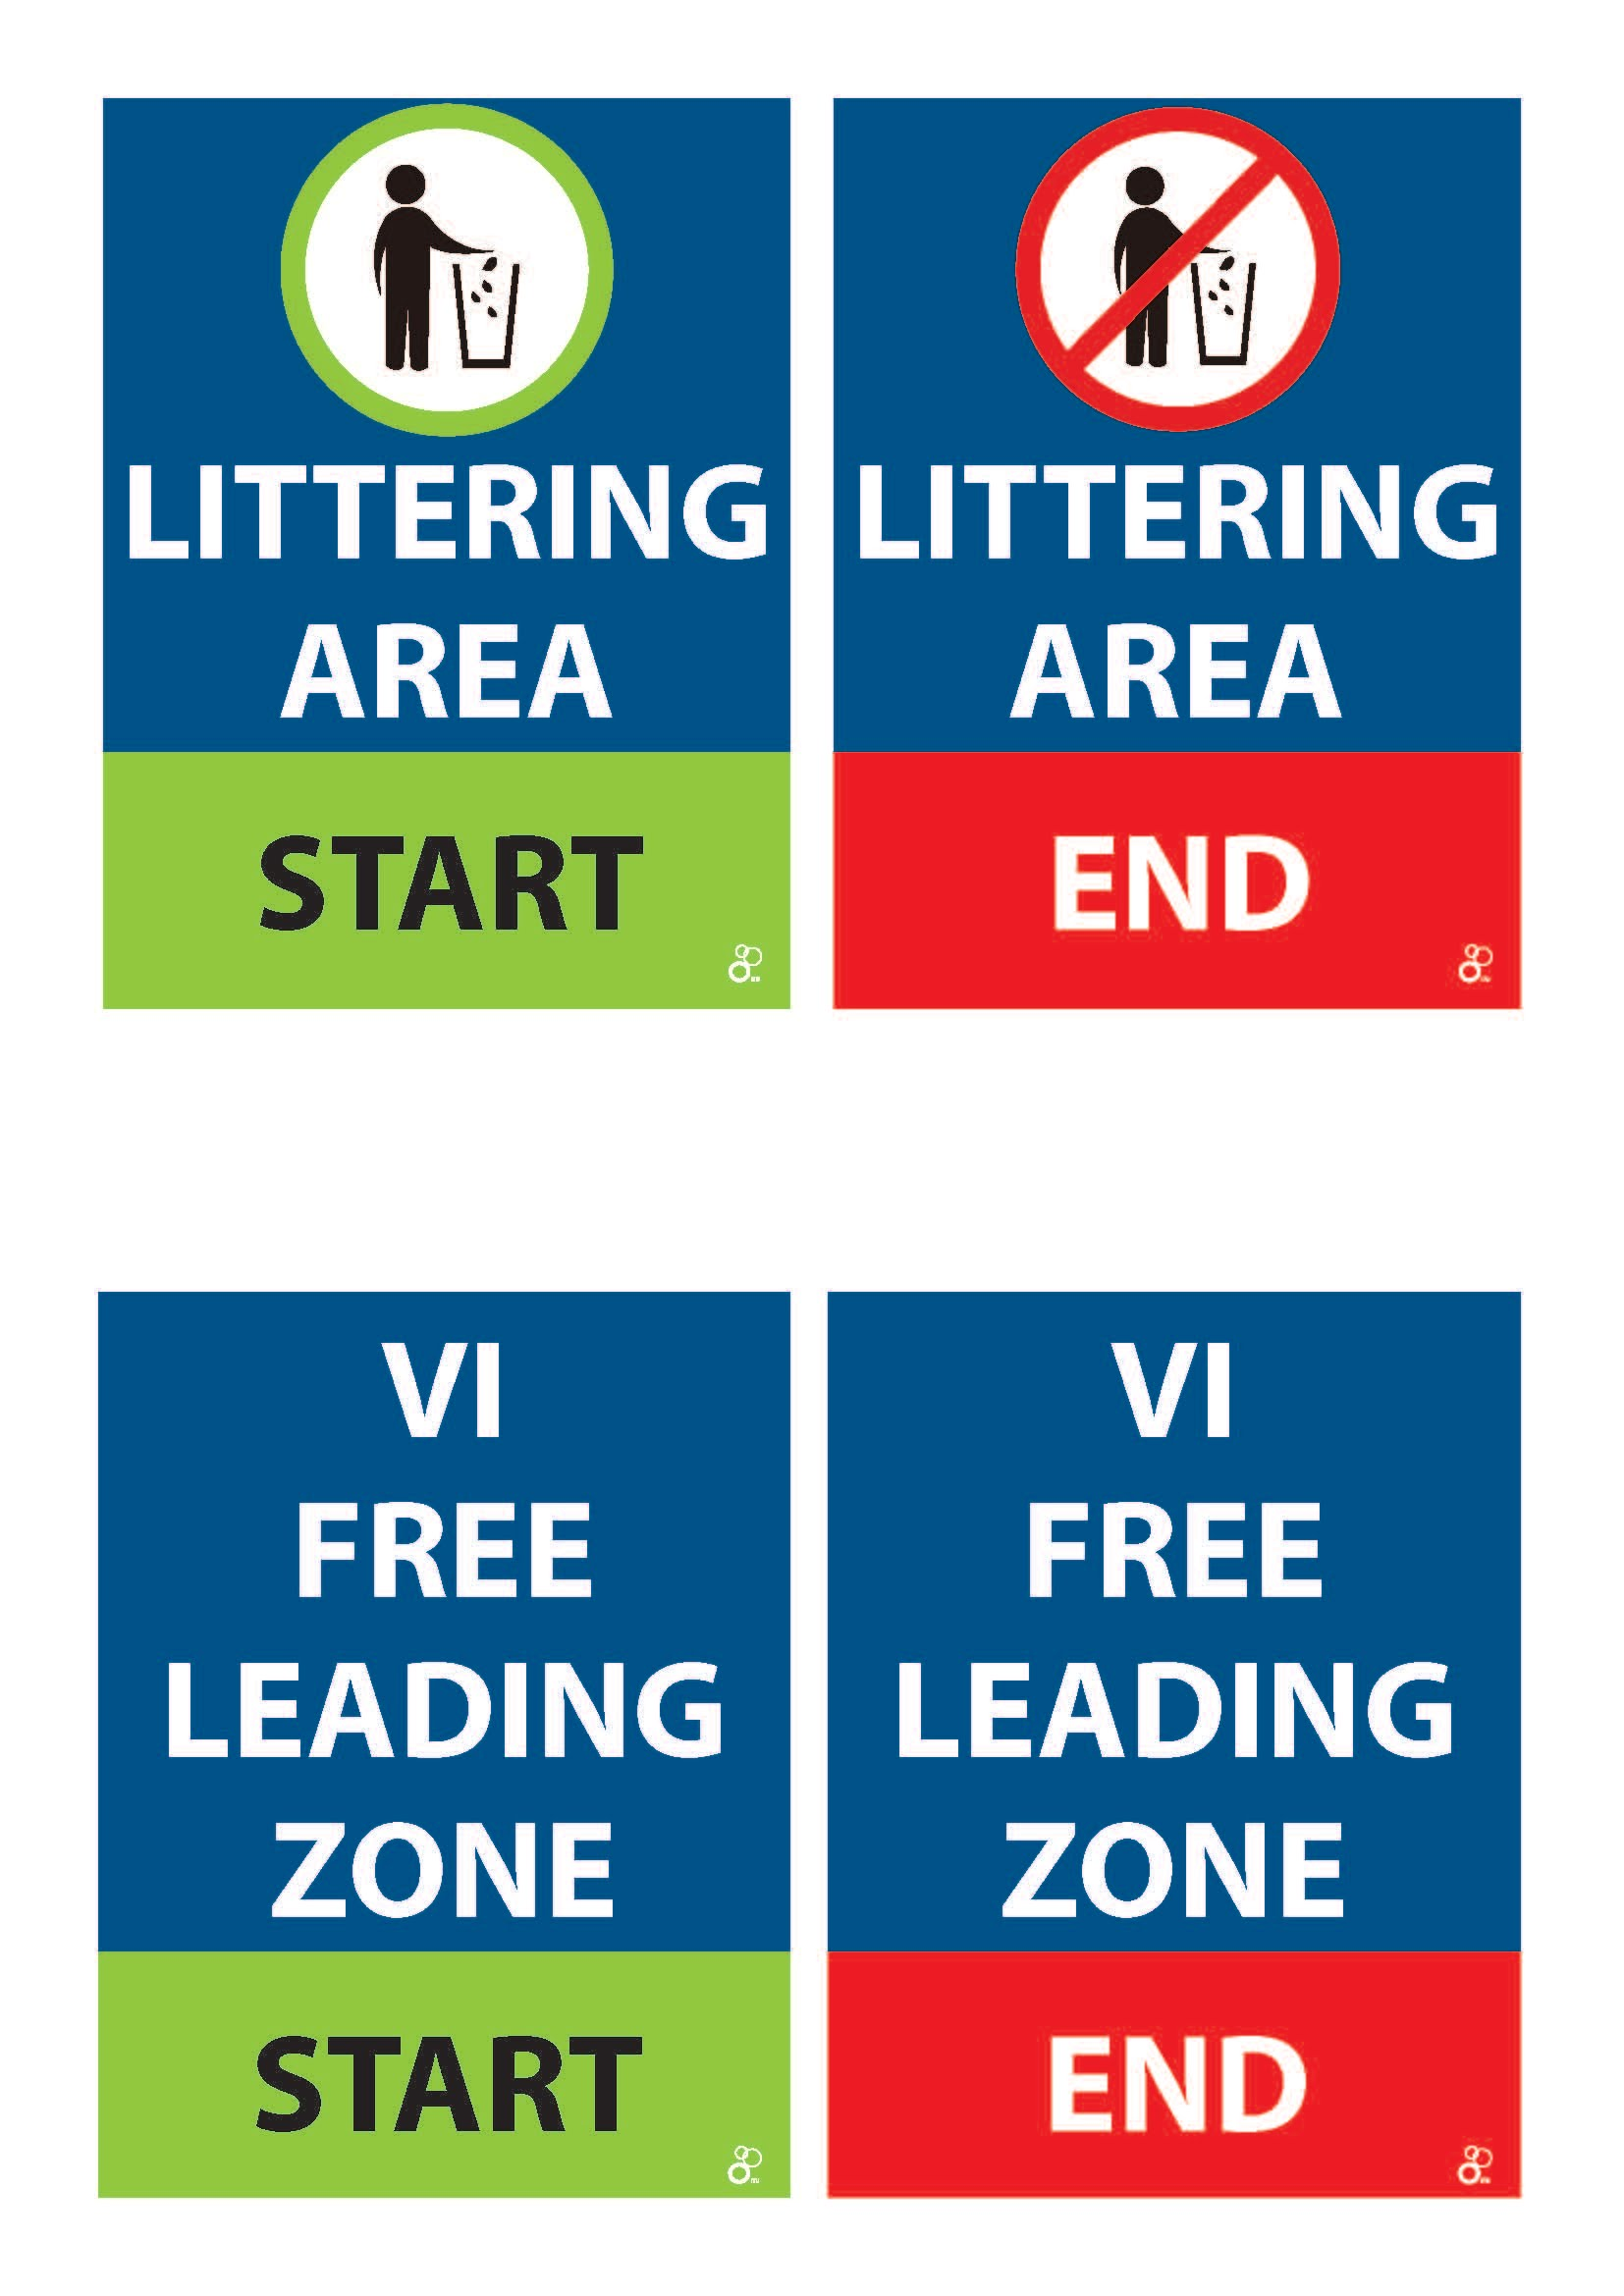 LITTERING
AREA
START
LITTERING
AREA
END
VI
FREE
LEADING
ZONE
START
VI
FREE
LEADING
ZONE
END